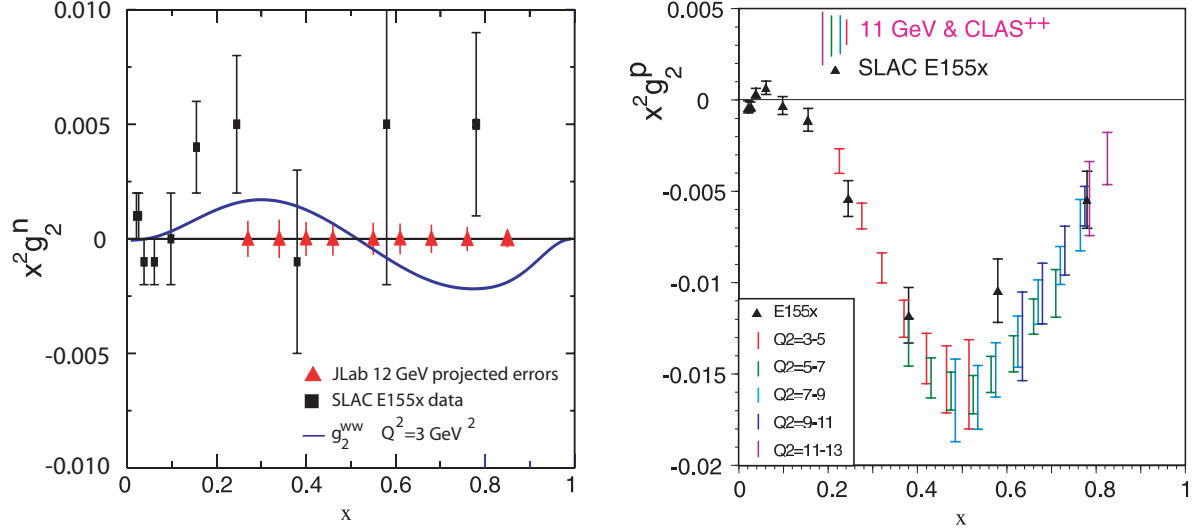 0.010
0.005
0
-0.005
-0.010
x²g₂ⁿ
JLab 12 GeV projected errors
SLAC E155x data
g₂ʷʷ Q²=3 GeV²
0 0.2 0.4 0.6 0.8 1
x
0.005
0
-0.005
-0.01
-0.015
-0.02
x²g₂ᵖ
11 GeV & CLAS⁺⁺
SLAC E155x
E155x
Q2=3-5
Q2=5-7
Q2=7-9
Q2=9-11
Q2=11-13
0 0.2 0.4 0.6 0.8 1
x